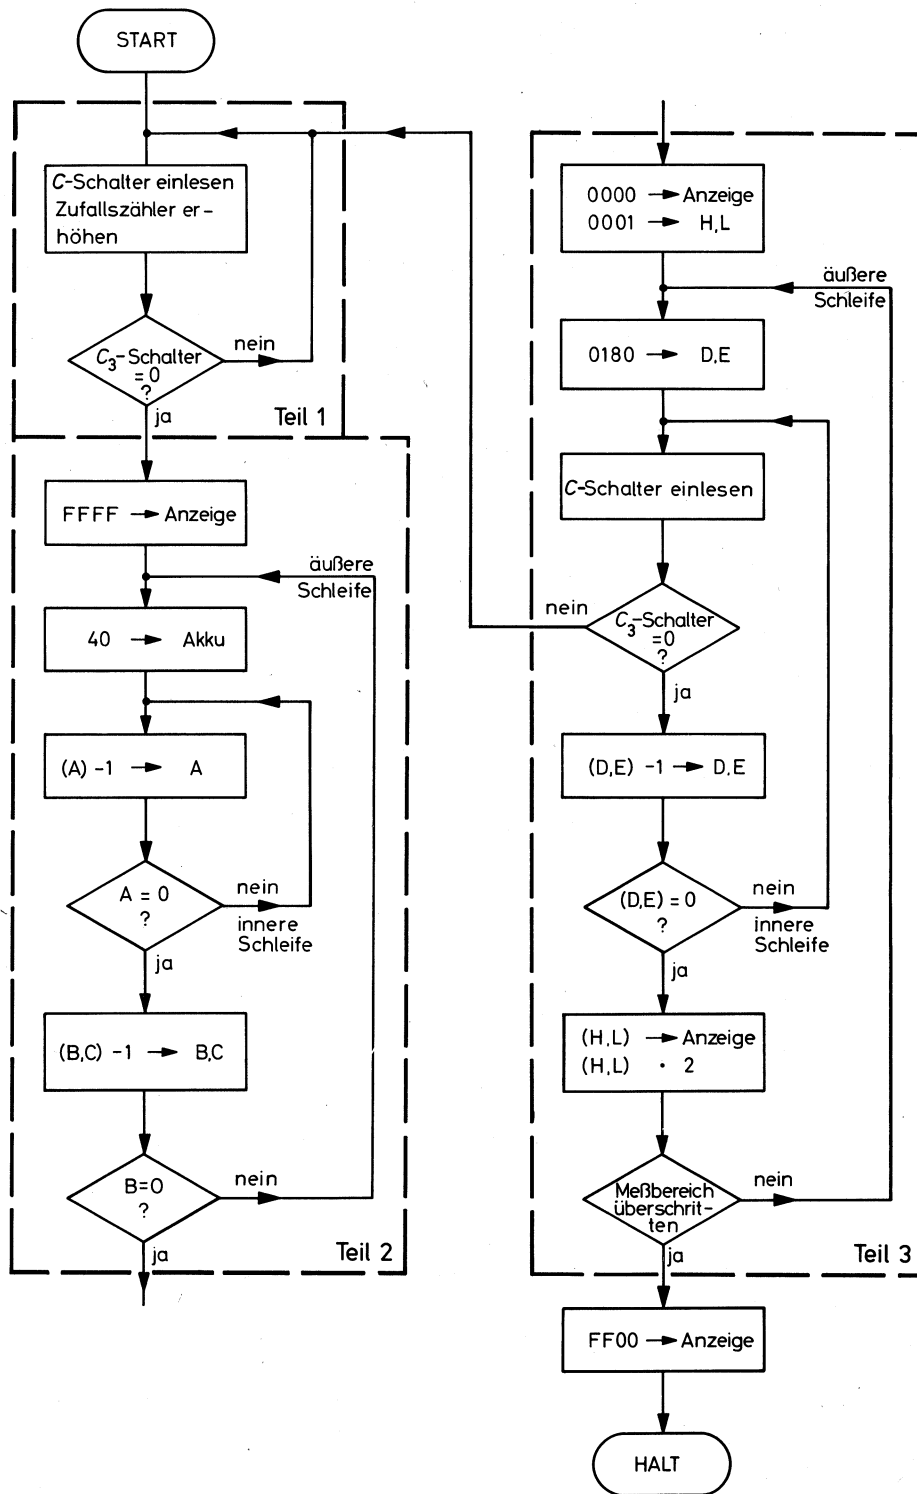 START
C-Schalter einlesen
Zufallszähler er-
höhen
C₃-Schalter
=0
?
nein
ja
Teil 1
FFFF → Anzeige
äußere
Schleife
40 → Akku
(A) -1 → A
A = 0
?
nein
innere
Schleife
ja
(B,C) -1 → B,C
B=0
?
nein
ja
Teil 2
0000 → Anzeige
0001 → H,L
äußere
Schleife
0180 → D,E
C-Schalter einlesen
nein
C₃-Schalter
=0
?
ja
(D,E) -1 → D,E
(D,E) = 0
?
nein
innere
Schleife
ja
(H,L) → Anzeige
(H,L) · 2
Meßbereich
überschrit-
ten
nein
ja
Teil 3
FF00 → Anzeige
HALT